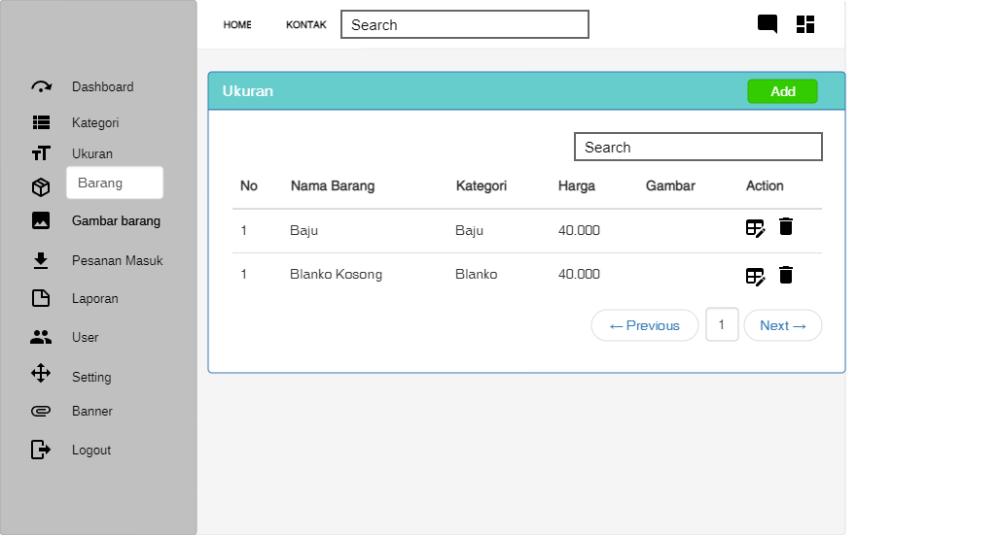 HOME KONTAK Search
Dashboard
Kategori
Ukuran
Barang
Gambar barang
Pesanan Masuk
Laporan
User
Setting
Banner
Logout
Ukuran Add
Search
No Nama Barang Kategori Harga Gambar Action
1 Baju Baju 40.000
1 Blanko Kosong Blanko 40.000
← Previous 1 Next →